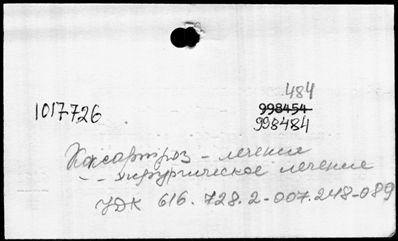 484
1017726
998454
998484
Коксартроз – лечение
– хирургическое лечение
УДК 616.728.2-007.248-089